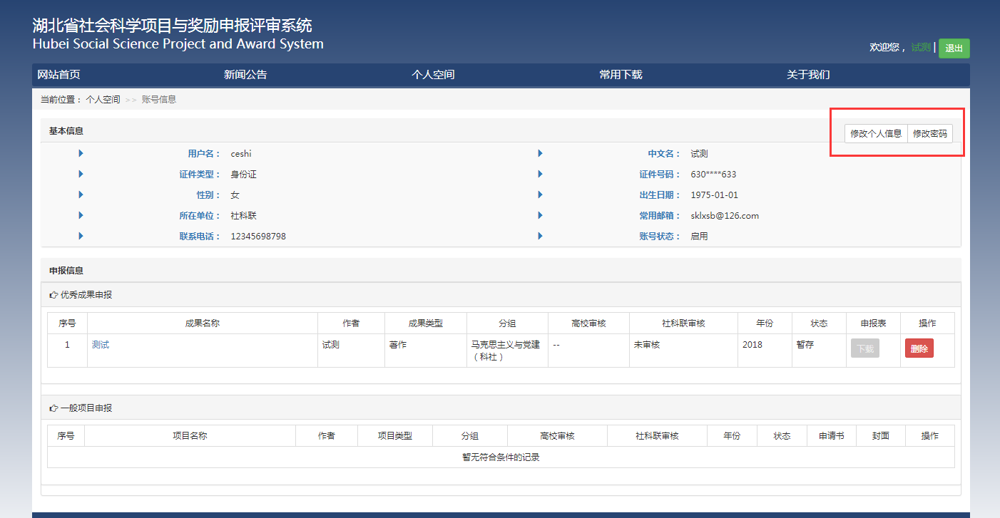 湖北省社会科学项目与奖励申报评审系统
Hubei Social Science Project and Award System
欢迎您， 试测 | 退出
网站首页 新闻公告 个人空间 常用下载 关于我们
当前位置： 个人空间 >> 账号信息
基本信息 修改个人信息 修改密码
用户名： ceshi 中文名： 试测
证件类型： 身份证 证件号码： 630****633
性别： 女 出生日期： 1975-01-01
所在单位： 社科联 常用邮箱： sklxsb@126.com
联系电话： 12345698798 账号状态： 启用
申报信息
优秀成果申报
序号 成果名称 作者 成果类型 分组 高校审核 社科联审核 年份 状态 申报表 操作
1 测试 试测 著作 马克思主义与党建 -- 未审核 2018 暂存 下载 删除
（科社）
一般项目申报
序号 项目名称 作者 项目类型 分组 高校审核 社科联审核 年份 状态 申请书 封面 操作
暂无符合条件的记录